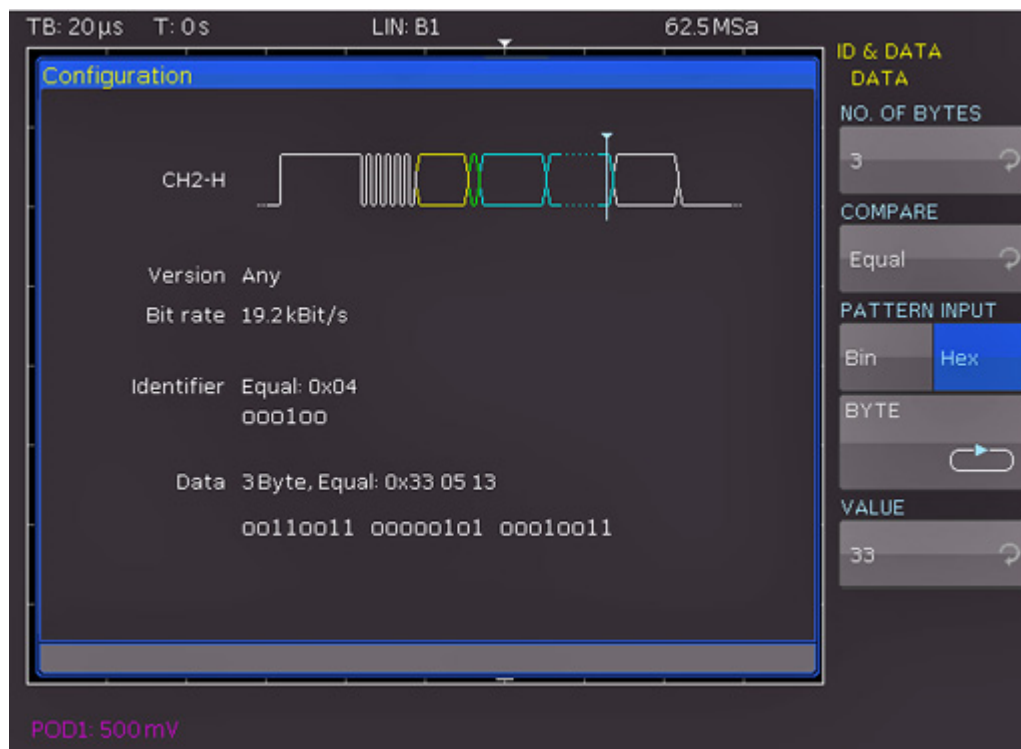 TB: 20µs T: 0 s LIN: B1 62.5MSa
Configuration
CH2-H
Version Any
Bit rate 19.2kBit/s
Identifier Equal: 0x04
000100
Data 3Byte, Equal: 0x33 05 13
00110011 00000101 00010011
POD1: 500mV
ID & DATA
DATA
NO. OF BYTES
3
COMPARE
Equal
PATTERN INPUT
Bin Hex
BYTE
VALUE
33